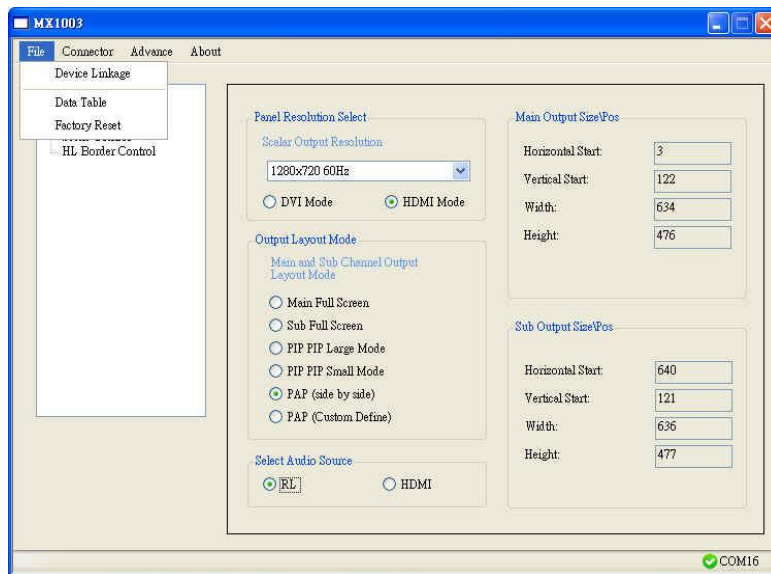 MX1003
File Connector Advance About
Device Linkage
Data Table
Factory Reset
HL Border Control
Panel Resolution Select
Scalar Output Resolution
1280x720 60Hz
DVI Mode
HDMI Mode
Output Layout Mode
Main and Sub Channel Output
Layout Mode
Main Full Screen
Sub Full Screen
PIP PIP Large Mode
PIP PIP Small Mode
PAP (side by side)
PAP (Custom Define)
Select Audio Source
RL
HDMI
Main Output Size\Pos
Horizontal Start: 3
Vertical Start: 122
Width: 634
Height: 476
Sub Output Size\Pos
Horizontal Start: 640
Vertical Start: 121
Width: 636
Height: 477
COM16